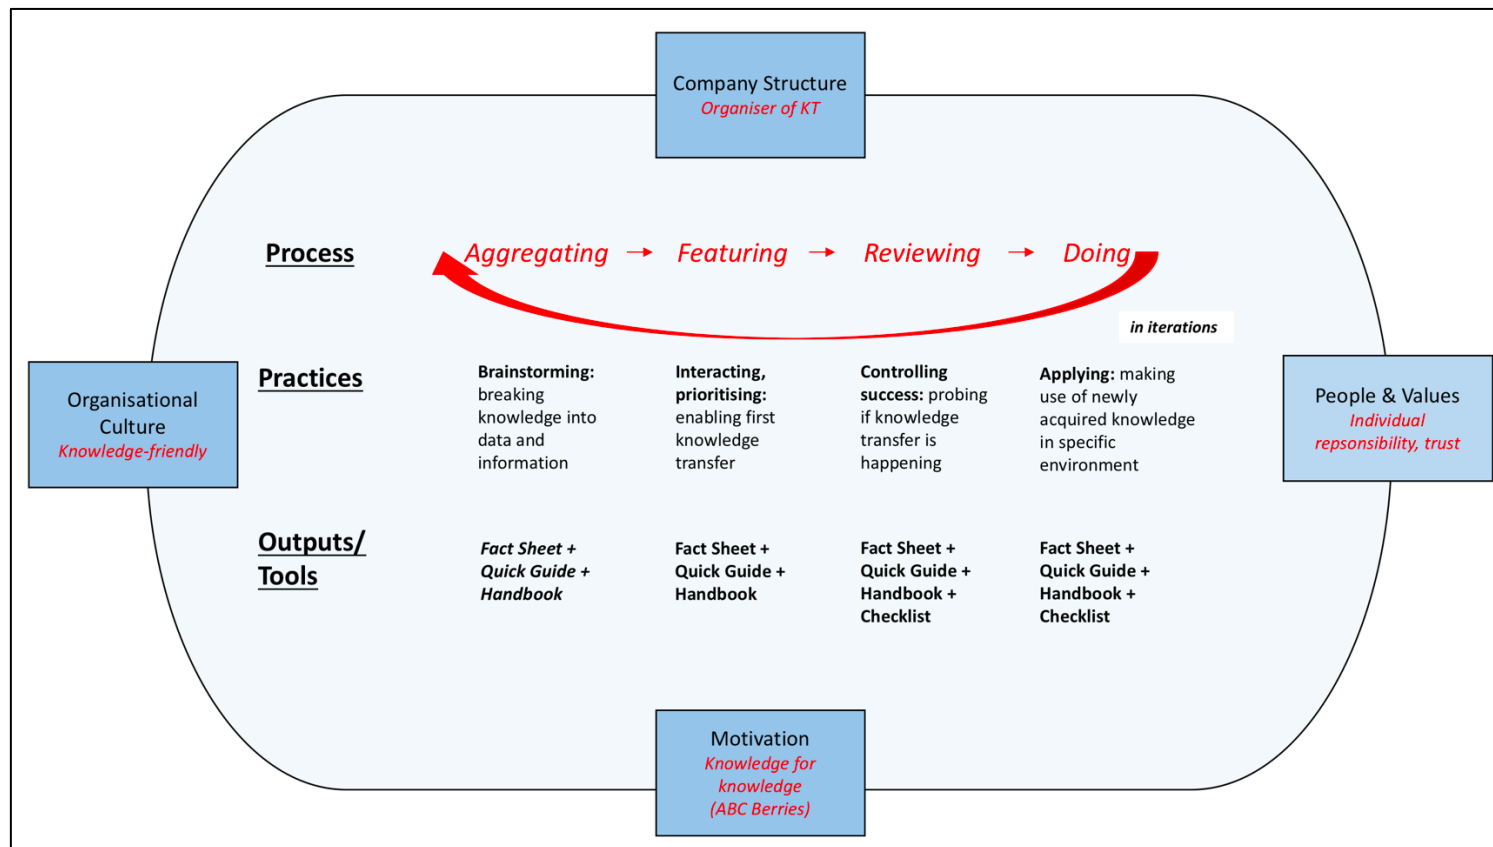 Company Structure
Organiser of KT
Process
Aggregating → Featuring → Reviewing → Doing
in iterations
Organisational
Culture
Knowledge-friendly
People & Values
Individual
repsonsibility, trust
Practices
Brainstorming:
breaking
knowledge into
data and
information
Interacting,
prioritising:
enabling first
knowledge
transfer
Controlling
success: probing
if knowledge
transfer is
happening
Applying: making
use of newly
acquired knowledge
in specific
environment
Outputs/
Tools
Fact Sheet +
Quick Guide +
Handbook
Fact Sheet +
Quick Guide +
Handbook
Fact Sheet +
Quick Guide +
Handbook +
Checklist
Fact Sheet +
Quick Guide +
Handbook +
Checklist
Motivation
Knowledge for
knowledge
(ABC Berries)